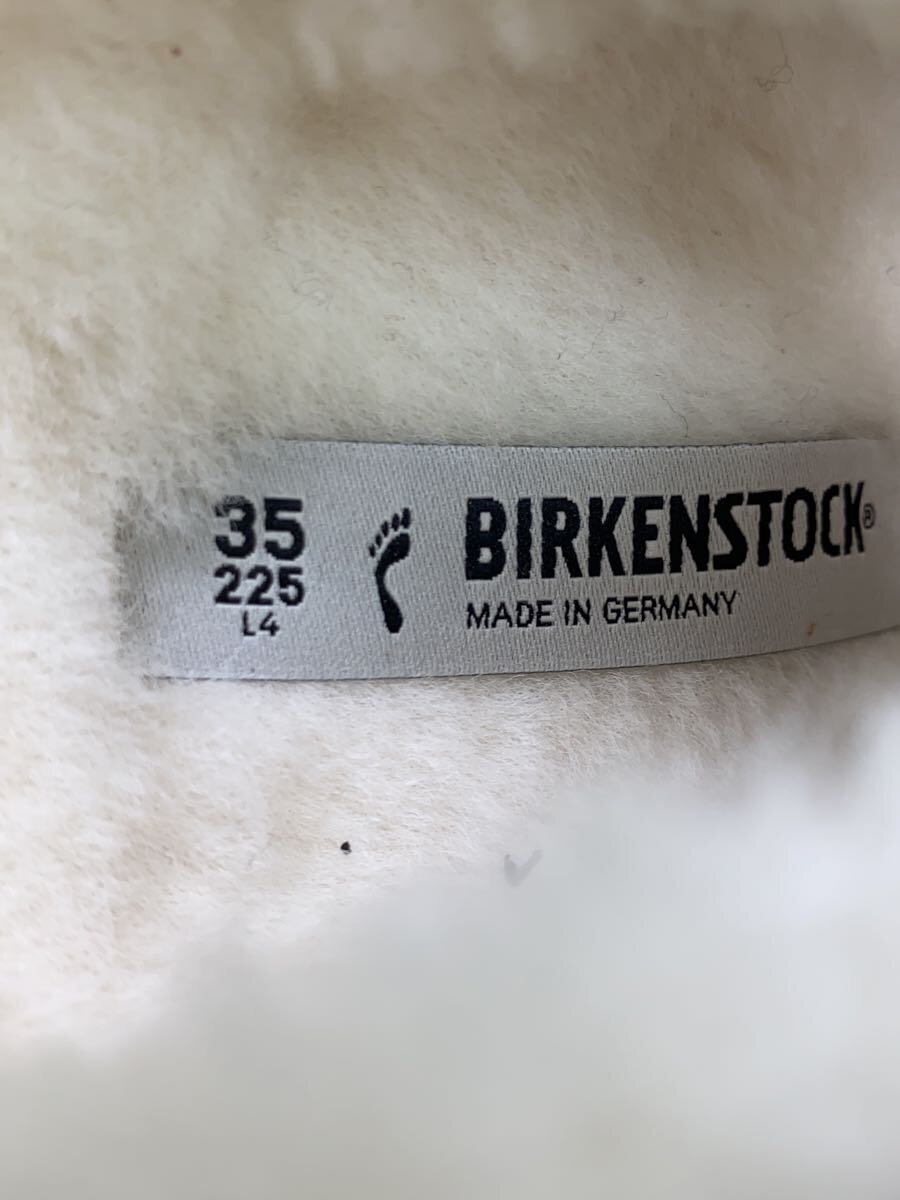 35
225
L4
BIRKENSTOCK®
MADE IN GERMANY